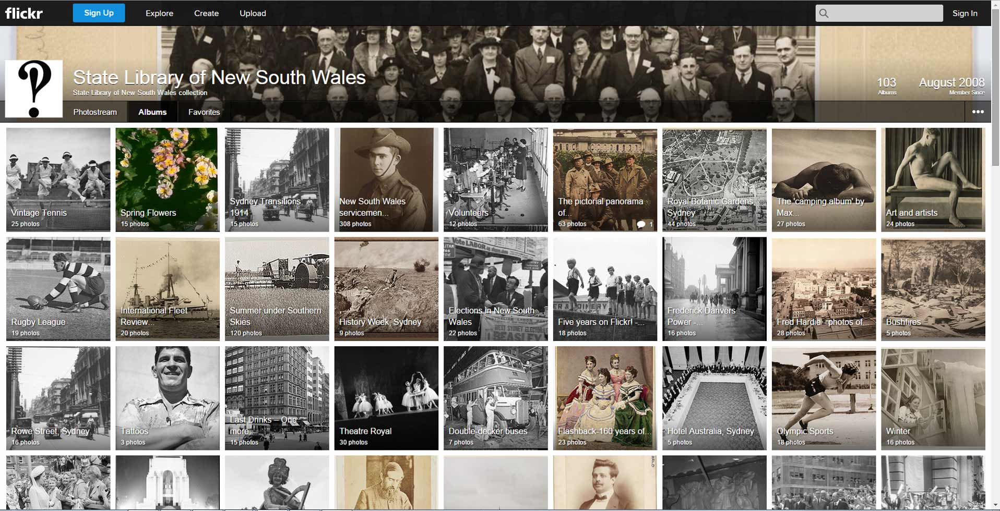 flickr
Sign Up
Explore
Create
Upload
Sign In
State Library of New South Wales
State Library of New South Wales collection
103
Albums
August 2008
Member Since
Photostream
Albums
Favorites
Vintage Tennis
25 photos
Spring Flowers
15 photos
Sydney Transitions:
1914
15 photos
New South Wales
servicemen...
308 photos
Volunteers
12 photos
The pictorial panorama
of...
63 photos
1
Royal Botanic Gardens,
Sydney
44 photos
The 'camping album' by
Max...
27 photos
Art and artists
24 photos
Rugby League
19 photos
International Fleet
Review...
20 photos
Summer under Southern
Skies
120 photos
History Week, Sydney
9 photos
Vote LABOR
Elections in New South
Wales
22 photos
WEST SYDNEY ELECTORATE
BEASLEY
Five years on Flickr! -...
18 photos
Frederick Danvers
Power -...
16 photos
Fred Hardie - photos of...
28 photos
Bushfires
5 photos
Rowe Street, Sydney
16 photos
Tattoos
3 photos
Last Drinks – One
more...
15 photos
Theatre Royal
30 photos
Double-decker buses
7 photos
Flashback-160 years of...
23 photos
Hotel Australia, Sydney
5 photos
Olympic Sports
18 photos
Winter
16 photos